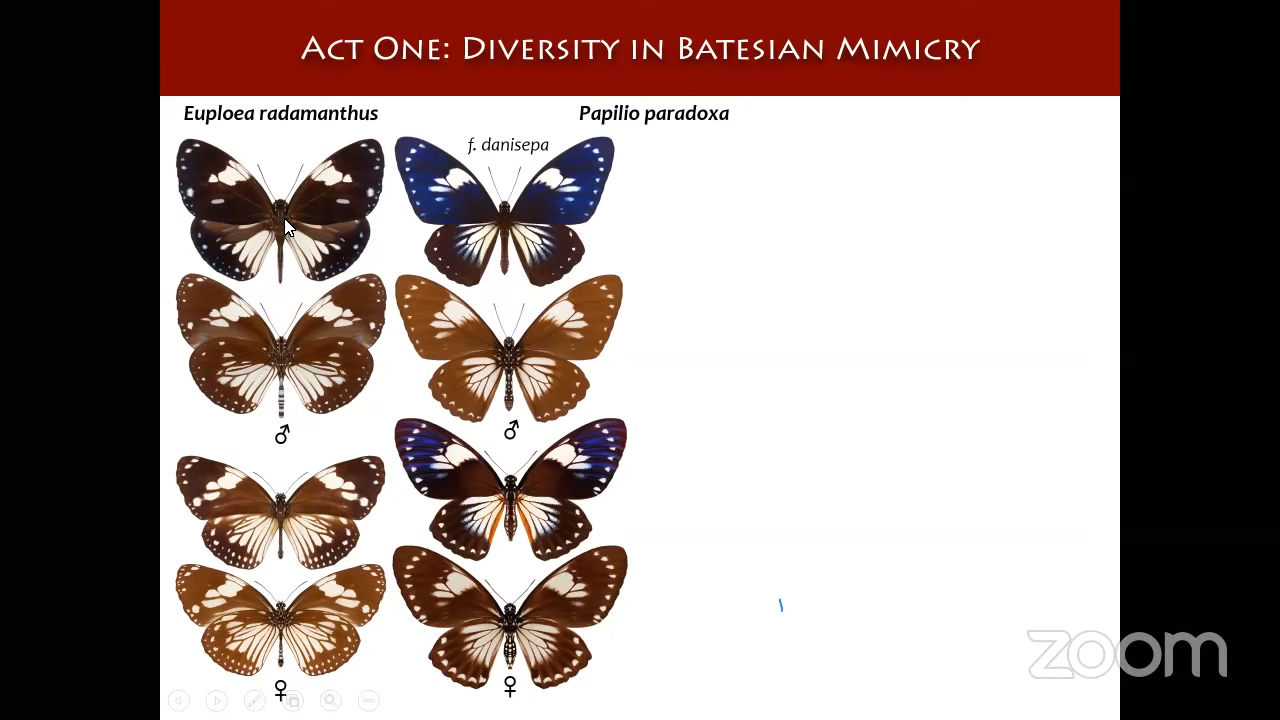 Act One: Diversity in Batesian Mimicry
Euploea radamanthus
Papilio paradoxa
f. danisepa
♂
♂
♀
♀
zoom